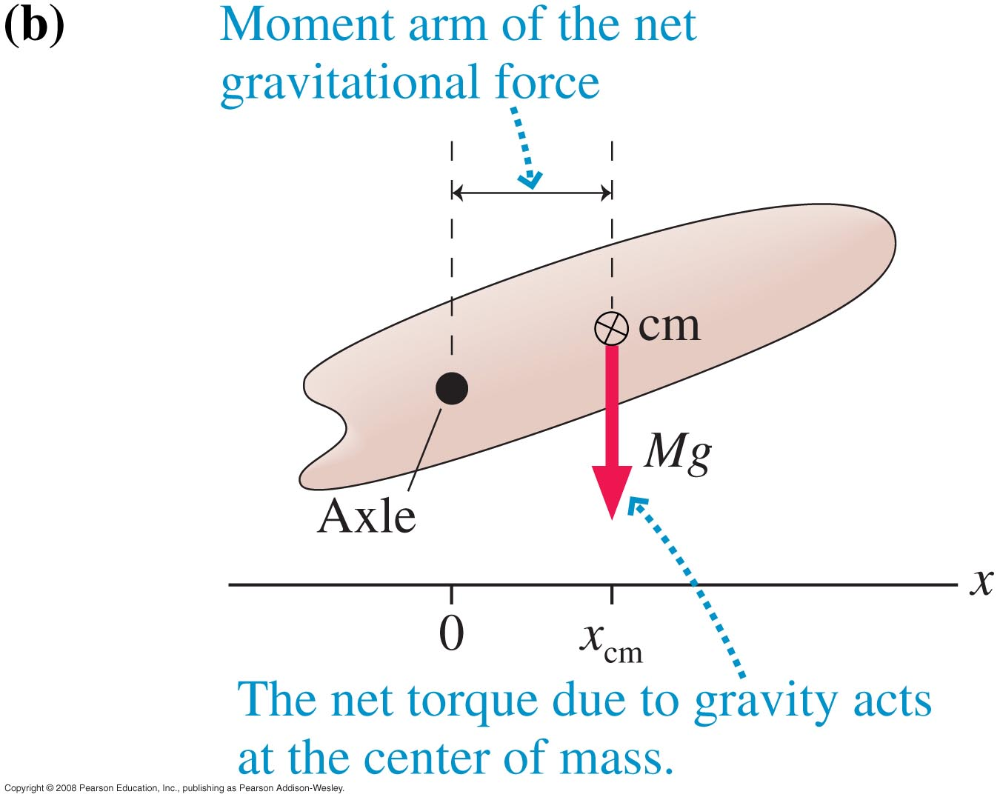 (b)
Moment arm of the net
gravitational force
cm
Mg
Axle
x
0
xcm
The net torque due to gravity acts
at the center of mass.
Copyright © 2008 Pearson Education, Inc., publishing as Pearson Addison-Wesley.